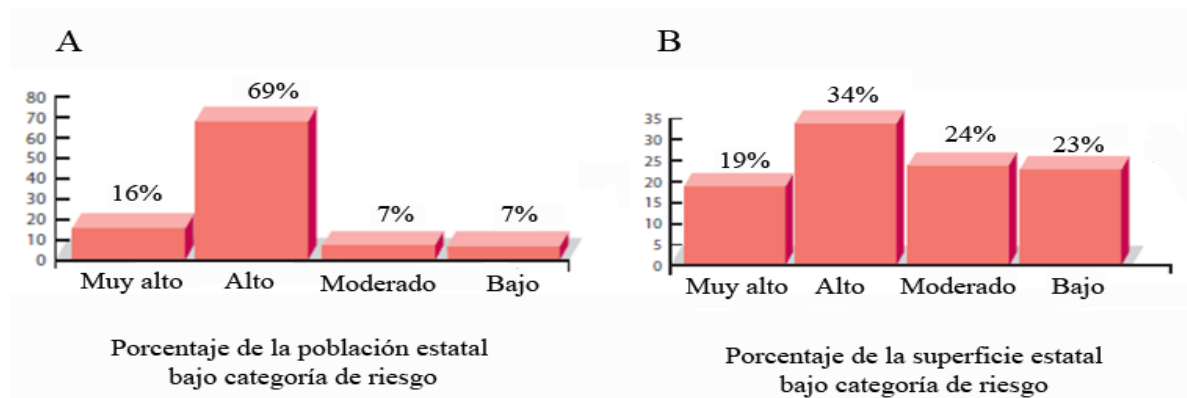 A
80
70
60
50
40
30
20
10
0
16%
69%
7%
7%
Muy alto
Alto
Moderado
Bajo
Porcentaje de la población estatal
bajo categoría de riesgo
B
35
30
25
20
15
10
5
0
19%
34%
24%
23%
Muy alto
Alto
Moderado
Bajo
Porcentaje de la superficie estatal
bajo categoría de riesgo